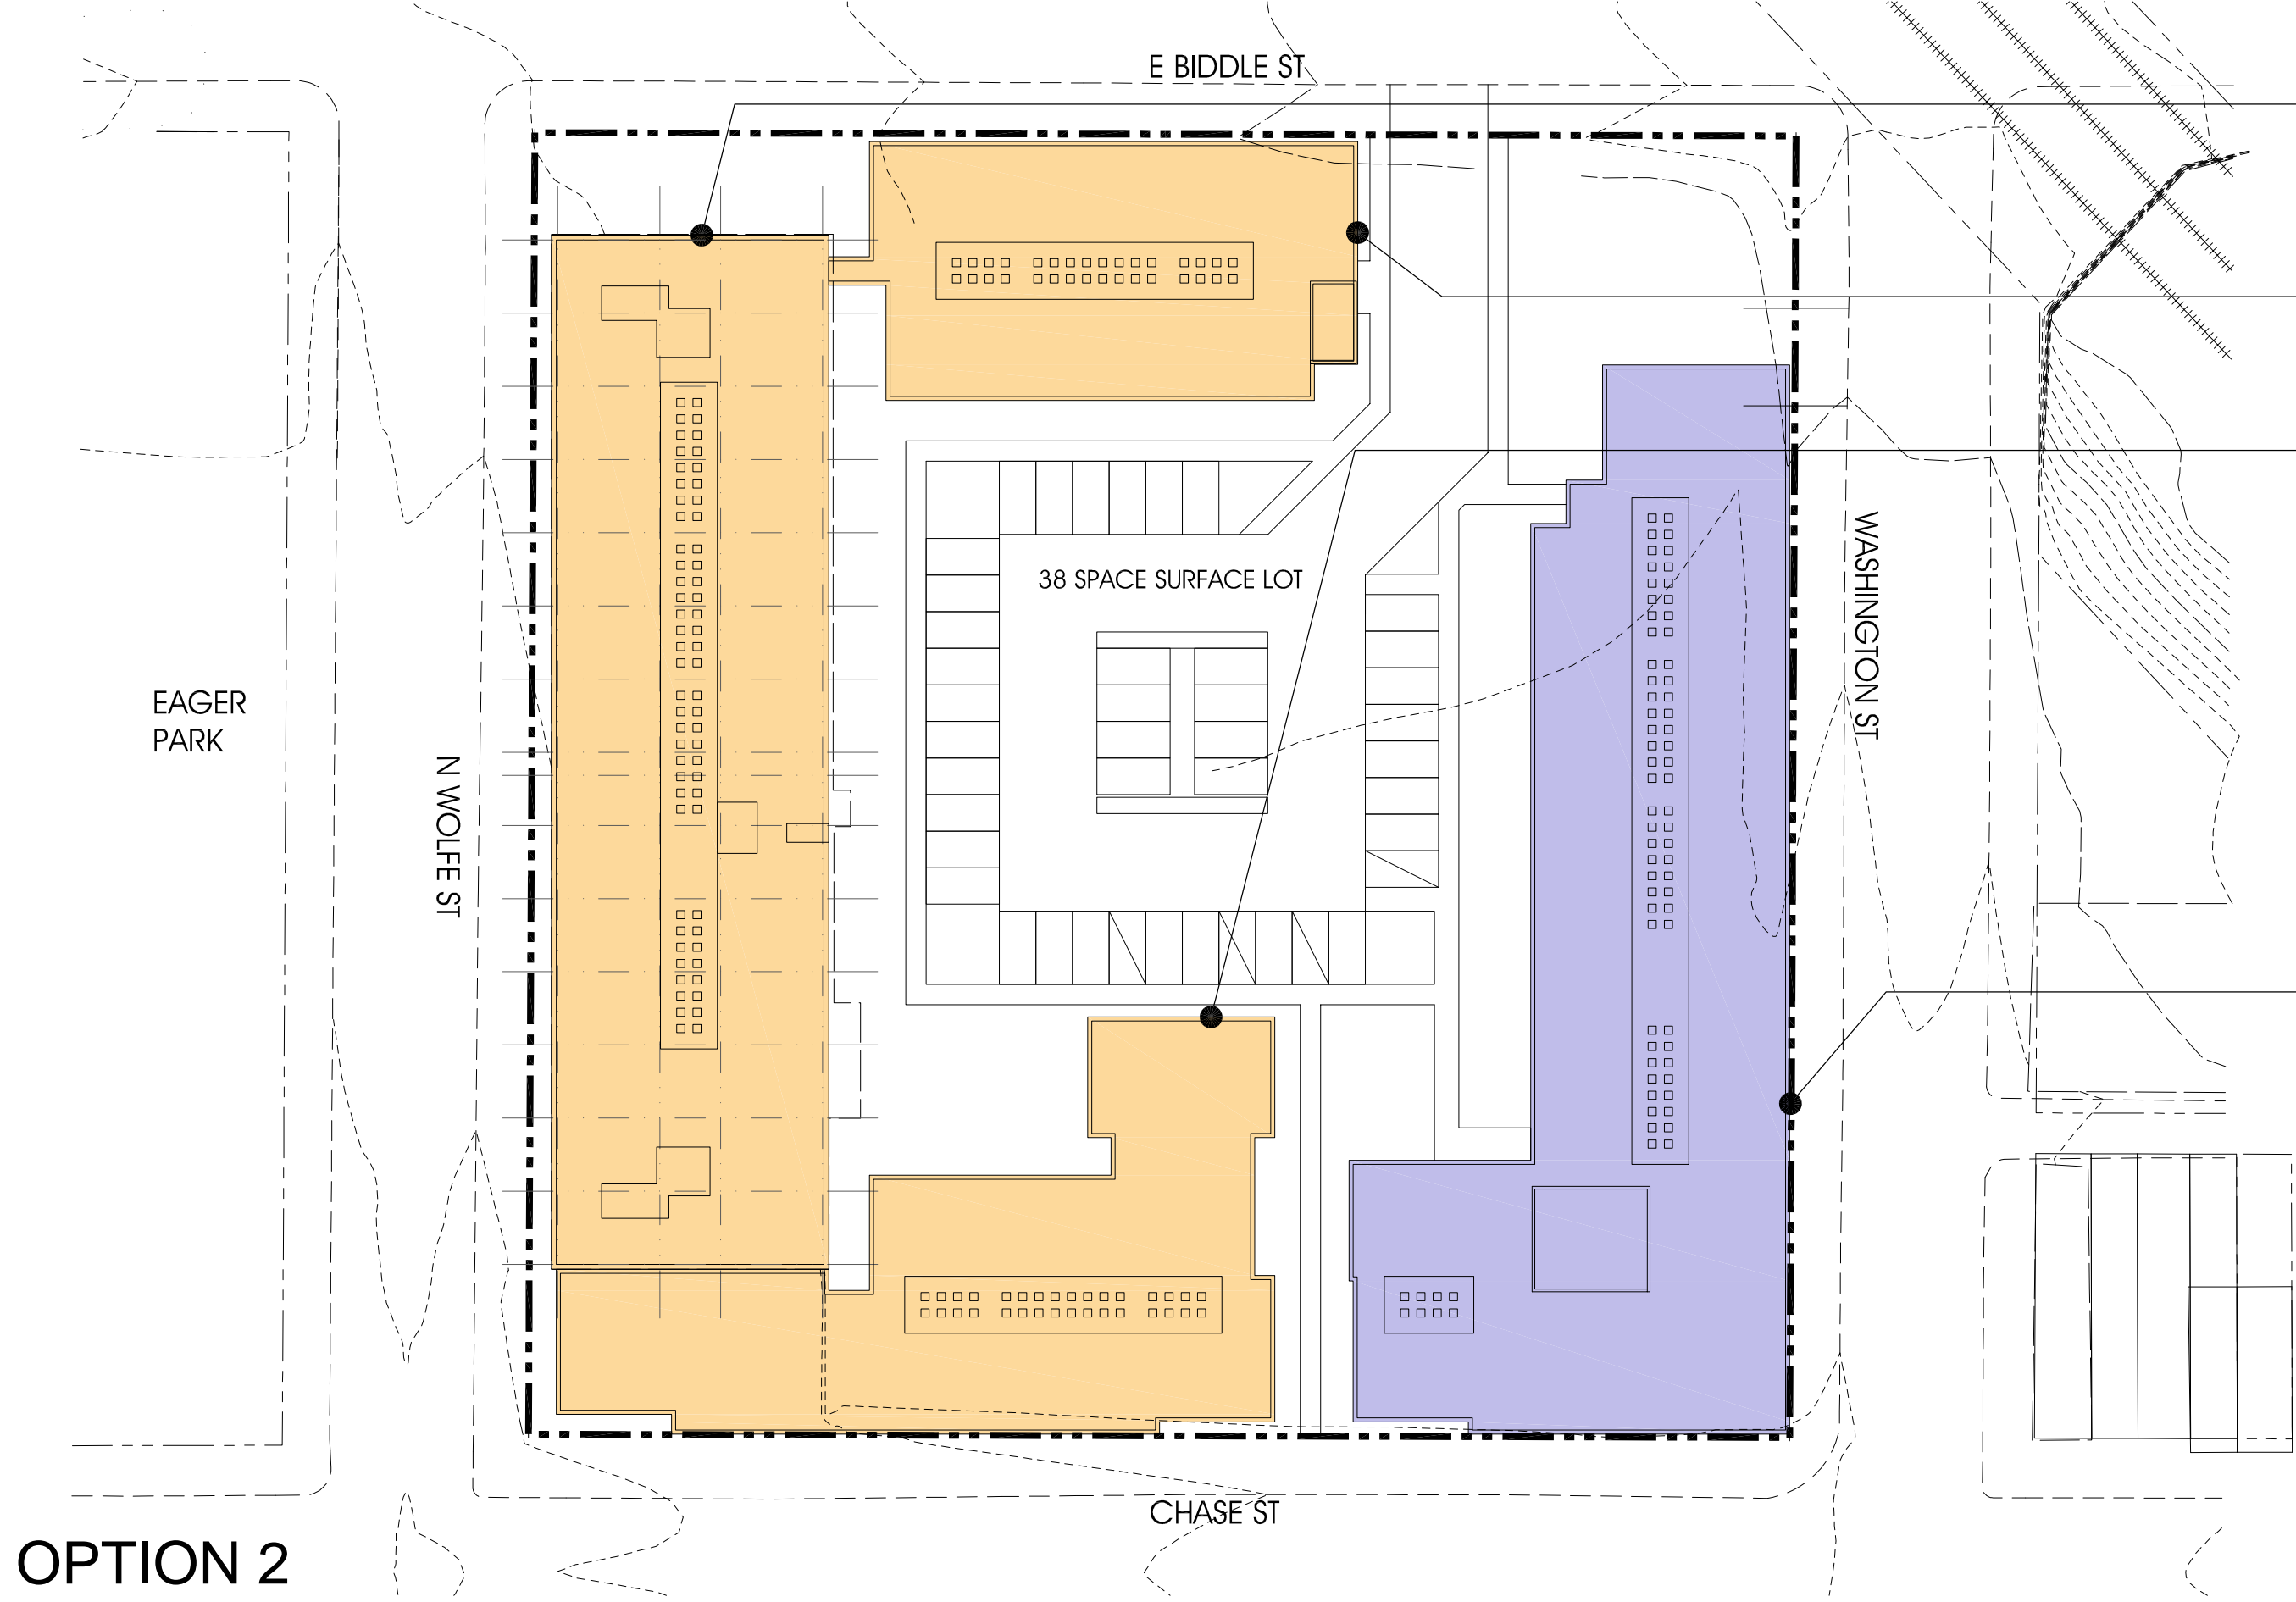 E BIDDLE ST
38 SPACE SURFACE LOT
WASHINGTON ST
EAGER
PARK
N WOLFE ST
CHASE ST
OPTION 2